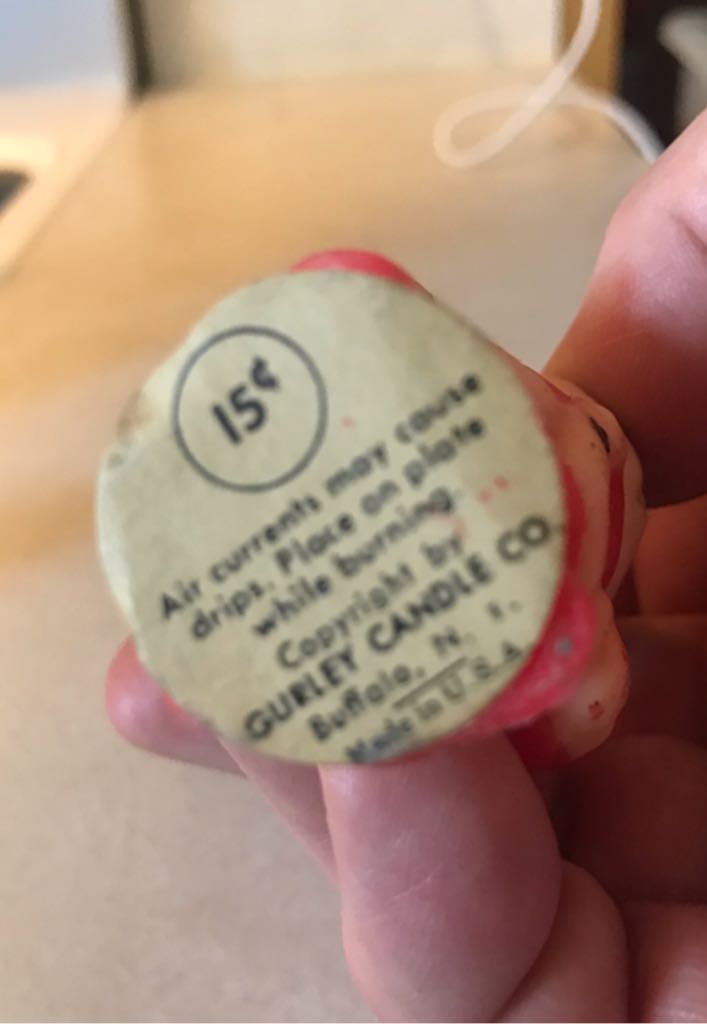 15¢
Air currents may cause
drips. Place on plate
while burning.
Copyright by
GURLEY CANDLE CO.
Buffalo, N. Y.
Made in U.S.A.